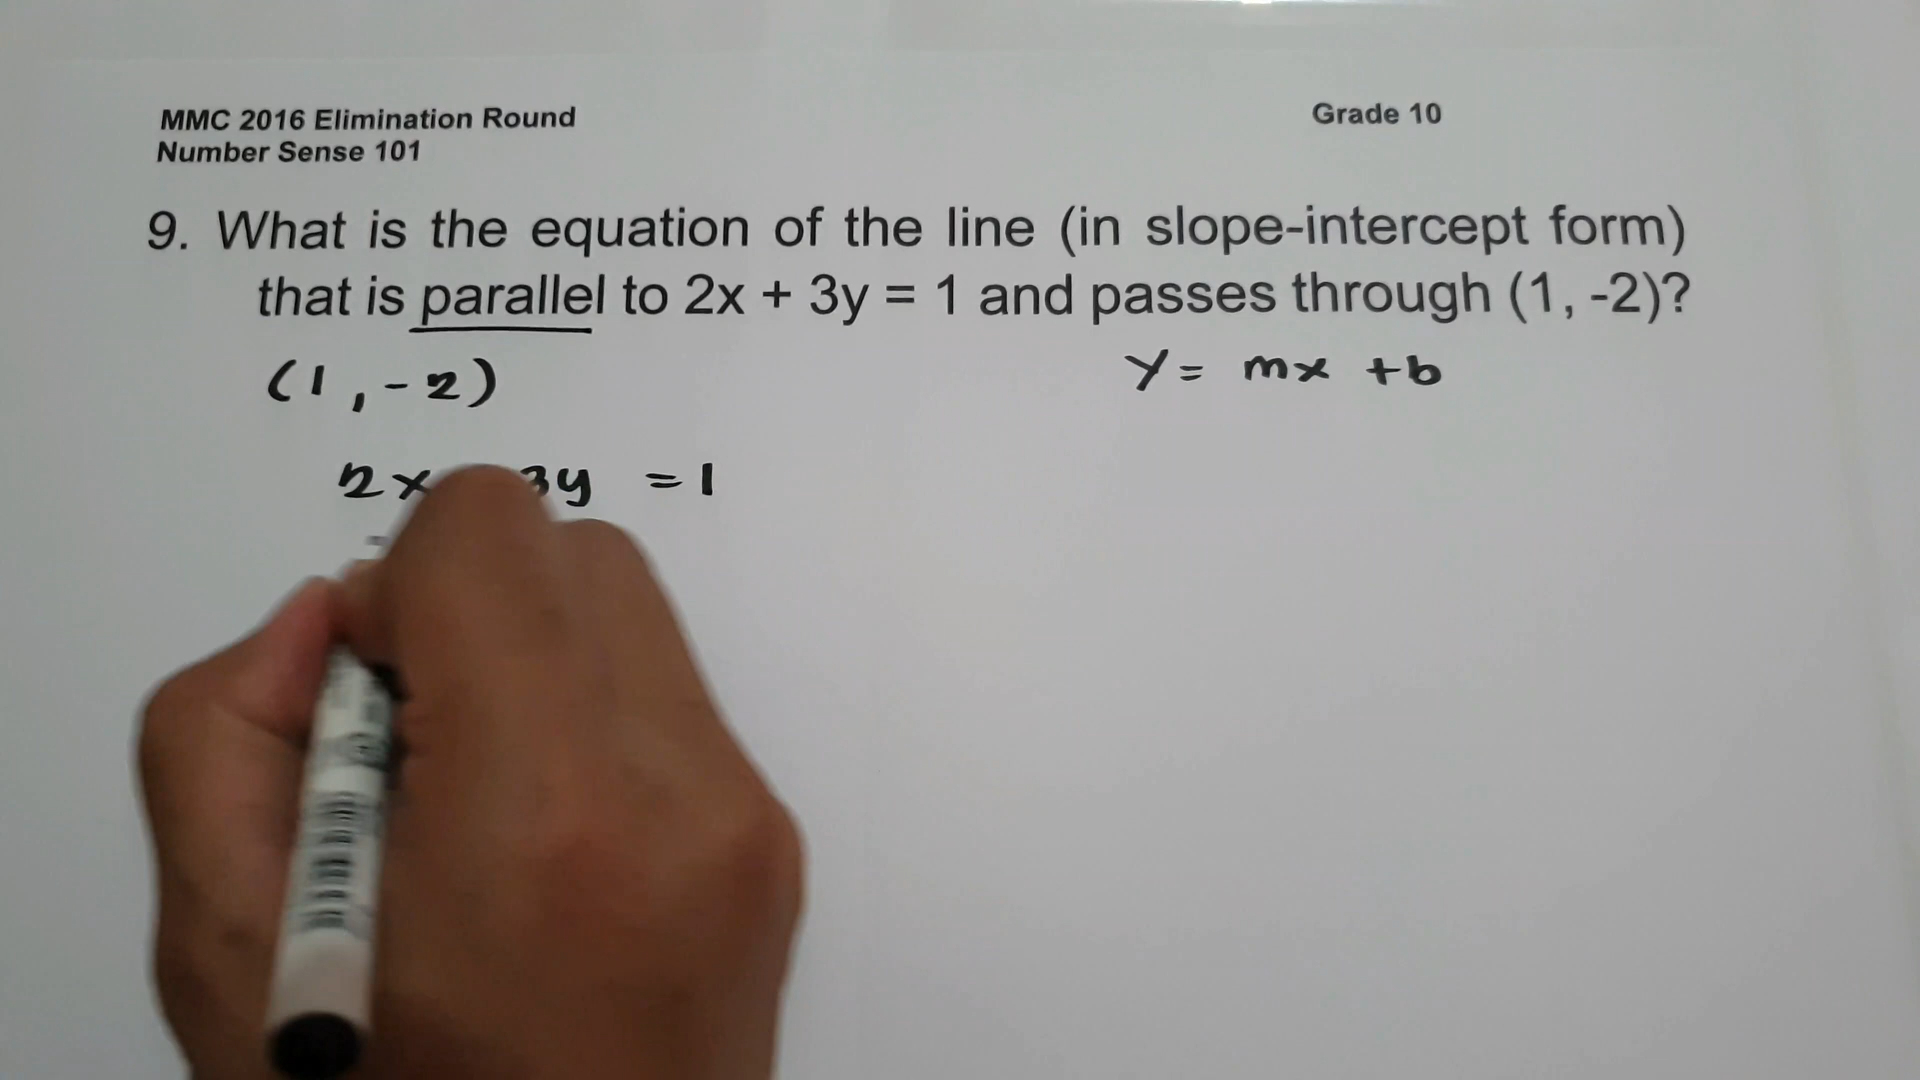 MMC 2016 Elimination Round
Grade 10
Number Sense 101
9. What is the equation of the line (in slope-intercept form)
that is parallel to 2x + 3y = 1 and passes through (1, -2)?
(1, -2)
y = mx + b
2x 3y = 1